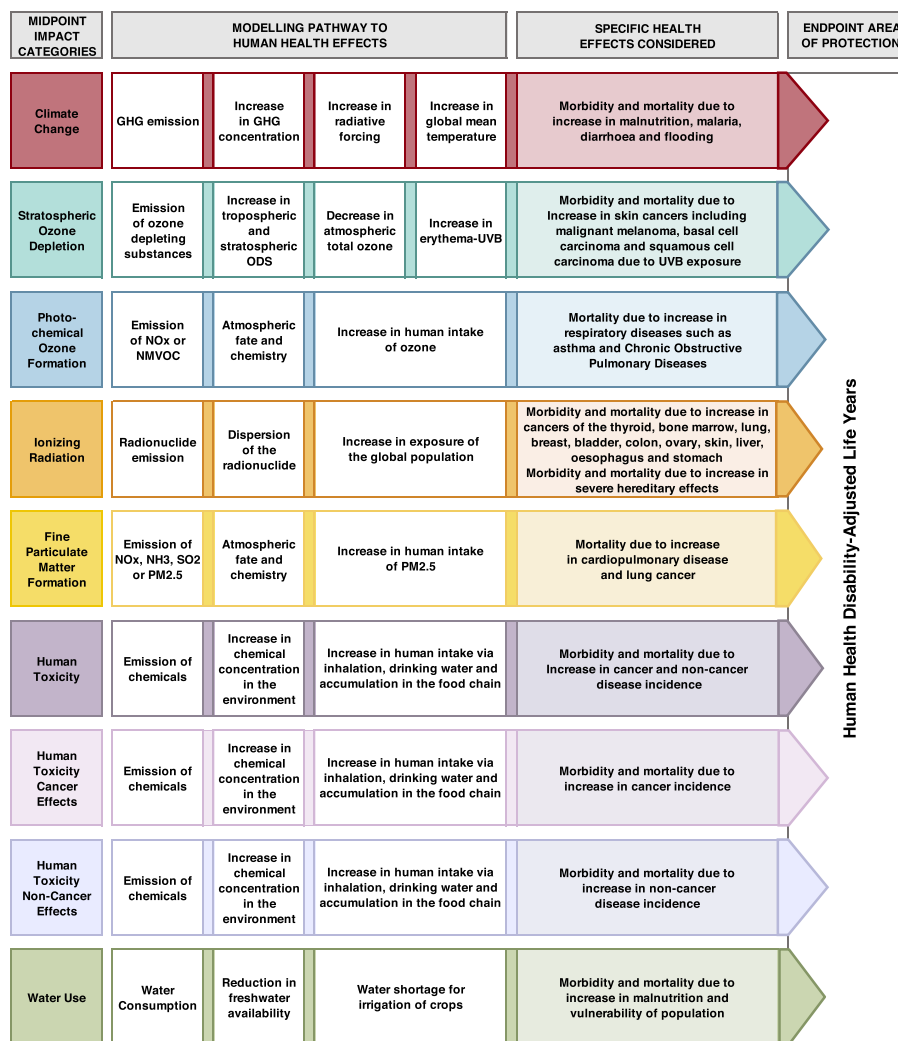 MIDPOINT
IMPACT
CATEGORIES
MODELLING PATHWAY TO
HUMAN HEALTH EFFECTS
SPECIFIC HEALTH
EFFECTS CONSIDERED
ENDPOINT AREA
OF PROTECTION
Climate
Change
GHG emission
Increase
in GHG
concentration
Increase in
radiative
forcing
Increase in
global mean
temperature
Morbidity and mortality due to
increase in malnutrition, malaria,
diarrhoea and flooding
Stratospheric
Ozone
Depletion
Emission
of ozone
depleting
substances
Increase in
tropospheric
and
stratospheric
ODS
Decrease in
atmospheric
total ozone
Increase in
erythema-UVB
Morbidity and mortality due to
Increase in skin cancers including
malignant melanoma, basal cell
carcinoma and squamous cell
carcinoma due to UVB exposure
Photo-
chemical
Ozone
Formation
Emission
of NOx or
NMVOC
Atmospheric
fate and
chemistry
Increase in human intake
of ozone
Mortality due to increase in
respiratory diseases such as
asthma and Chronic Obstructive
Pulmonary Diseases
Ionizing
Radiation
Radionuclide
emission
Dispersion
of the
radionuclide
Increase in exposure of
the global population
Morbidity and mortality due to increase in
cancers of the thyroid, bone marrow, lung,
breast, bladder, colon, ovary, skin, liver,
oesophagus and stomach
Morbidity and mortality due to increase in
severe hereditary effects
Fine
Particulate
Matter
Formation
Emission of
NOx, NH3, SO2
or PM2.5
Atmospheric
fate and
chemistry
Increase in human intake
of PM2.5
Mortality due to increase
in cardiopulmonary disease
and lung cancer
Human
Toxicity
Emission of
chemicals
Increase in
chemical
concentration
in the
environment
Increase in human intake via
inhalation, drinking water and
accumulation in the food chain
Morbidity and mortality due to
Increase in cancer and non-cancer
disease incidence
Human
Toxicity
Cancer
Effects
Emission of
chemicals
Increase in
chemical
concentration
in the
environment
Increase in human intake via
inhalation, drinking water and
accumulation in the food chain
Morbidity and mortality due to
increase in cancer incidence
Human
Toxicity
Non-Cancer
Effects
Emission of
chemicals
Increase in
chemical
concentration
in the
environment
Increase in human intake via
inhalation, drinking water and
accumulation in the food chain
Morbidity and mortality due to
increase in non-cancer
disease incidence
Water Use
Water
Consumption
Reduction in
freshwater
availability
Water shortage for
irrigation of crops
Morbidity and mortality due to
increase in malnutrition and
vulnerability of population
Human Health Disability-Adjusted Life Years